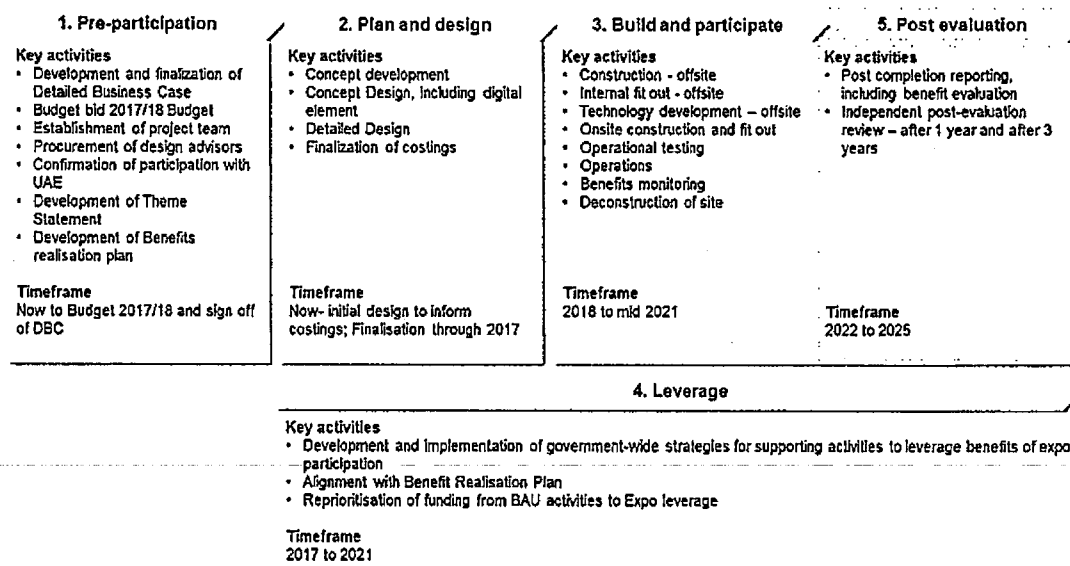 1. Pre-participation
Key activities
• Development and finalization of
Detailed Business Case
• Budget bid 2017/18 Budget
• Establishment of project team
• Procurement of design advisors
• Confirmation of participation with
UAE
• Development of Theme
Statement
• Development of Benefits
realisation plan
Timeframe
Now to Budget 2017/18 and sign off
of DBC
2. Plan and design
Key activities
• Concept development
• Concept Design, including digital
element
• Detailed Design
• Finalization of costings
Timeframe
Now- initial design to inform
costings; Finalisation through 2017
3. Build and participate
Key activities
• Construction - offsite
• Internal fit out - offsite
• Technology development – offsite
• Onsite construction and fit out
• Operational testing
• Operations
• Benefits monitoring
• Deconstruction of site
Timeframe
2018 to mid 2021
5. Post evaluation
Key activities
• Post completion reporting,
including benefit evaluation
• Independent post-evaluation
review – after 1 year and after 3
years
Timeframe
2022 to 2025
4. Leverage
Key activities
• Development and implementation of government-wide strategies for supporting activities to leverage benefits of expo
participation
• Alignment with Benefit Realisation Plan
• Reprioritisation of funding from BAU activities to Expo leverage
Timeframe
2017 to 2021